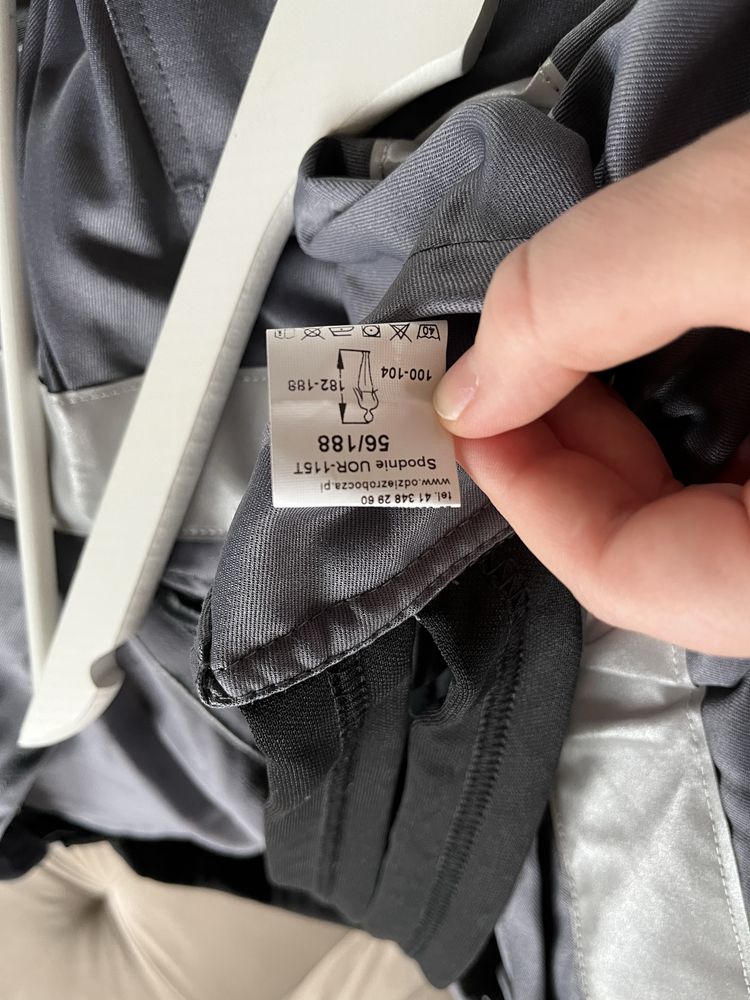 tel. 41 348 29 60
www.odziezrobocza.pl
Spodnie UOR-115T
56/188
100-104
182-188
40